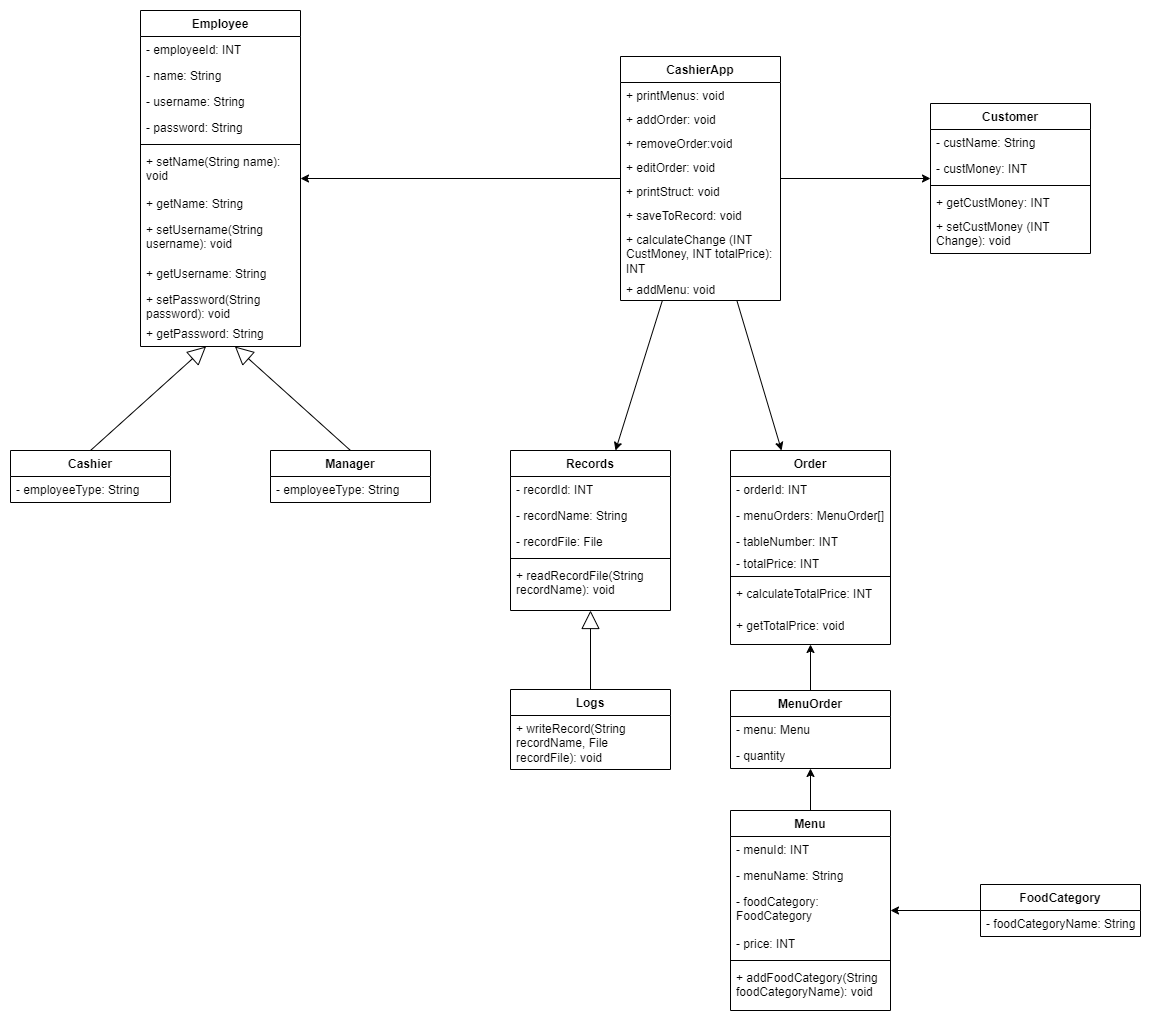 Employee
- employeeId: INT
- name: String
- username: String
- password: String
+ setName(String name):
void
+ getName: String
+ setUsername(String
username): void
+ getUsername: String
+ setPassword(String
password): void
+ getPassword: String
CashierApp
+ printMenus: void
+ addOrder: void
+ removeOrder:void
+ editOrder: void
+ printStruct: void
+ saveToRecord: void
+ calculateChange (INT
CustMoney, INT totalPrice):
INT
+ addMenu: void
Customer
- custName: String
- custMoney: INT
+ getCustMoney: INT
+ setCustMoney (INT
Change): void
Cashier
- employeeType: String
Manager
- employeeType: String
Records
- recordId: INT
- recordName: String
- recordFile: File
+ readRecordFile(String
recordName): void
Order
- orderId: INT
- menuOrders: MenuOrder[]
- tableNumber: INT
- totalPrice: INT
+ calculateTotalPrice: INT
+ getTotalPrice: void
Logs
+ writeRecord(String
recordName, File
recordFile): void
MenuOrder
- menu: Menu
- quantity
Menu
- menuId: INT
- menuName: String
- foodCategory:
FoodCategory
- price: INT
+ addFoodCategory(String
foodCategoryName): void
FoodCategory
- foodCategoryName: String